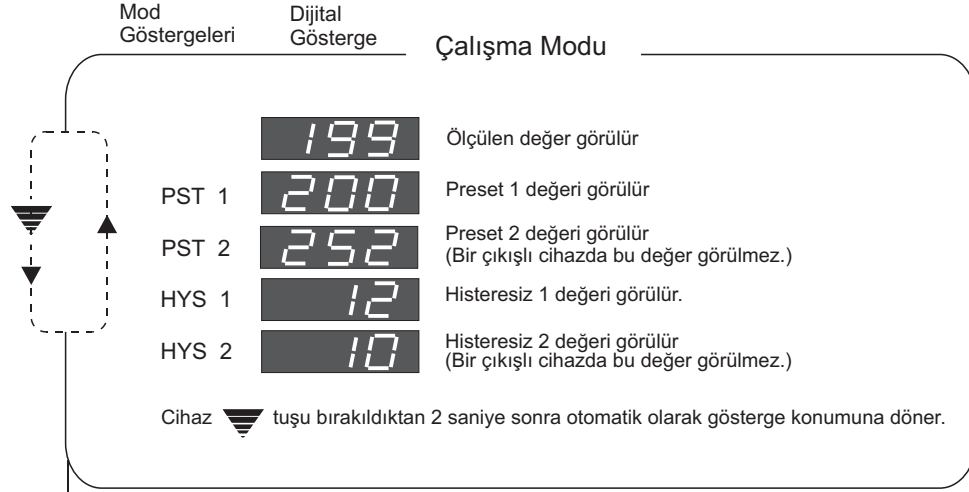 Mod
Göstergeleri
Dijital
Gösterge
Çalışma Modu
199
Ölçülen değer görülür
PST 1
200
Preset 1 değeri görülür
PST 2
252
Preset 2 değeri görülür
(Bir çıkışlı cihazda bu değer görülmez.)
HYS 1
12
Histeresiz 1 değeri görülür.
HYS 2
10
Histeresiz 2 değeri görülür
(Bir çıkışlı cihazda bu değer görülmez.)
Cihaz tuşu bırakıldıktan 2 saniye sonra otomatik olarak gösterge konumuna döner.